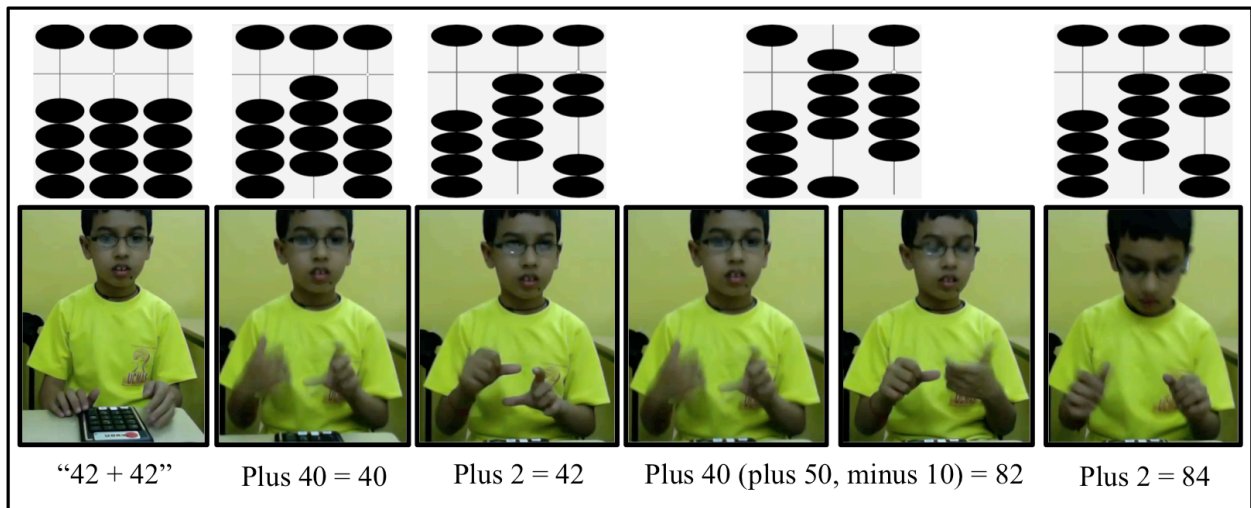 “42 + 42”
Plus 40 = 40
Plus 2 = 42
Plus 40 (plus 50, minus 10) = 82
Plus 2 = 84